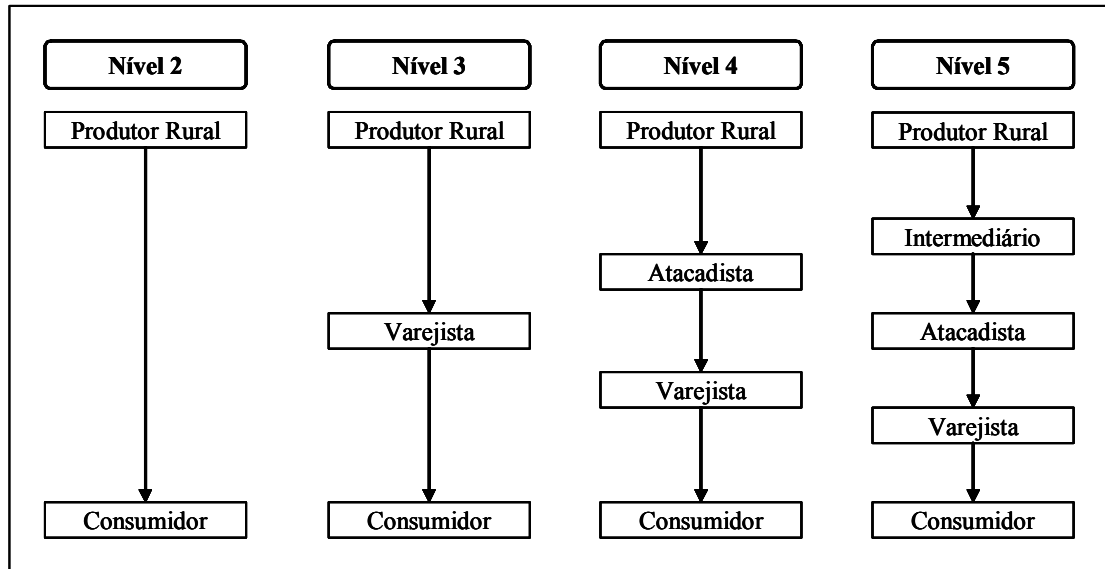 Nível 2
Produtor Rural
Consumidor
Nível 3
Produtor Rural
Varejista
Consumidor
Nível 4
Produtor Rural
Atacadista
Varejista
Consumidor
Nível 5
Produtor Rural
Intermediário
Atacadista
Varejista
Consumidor